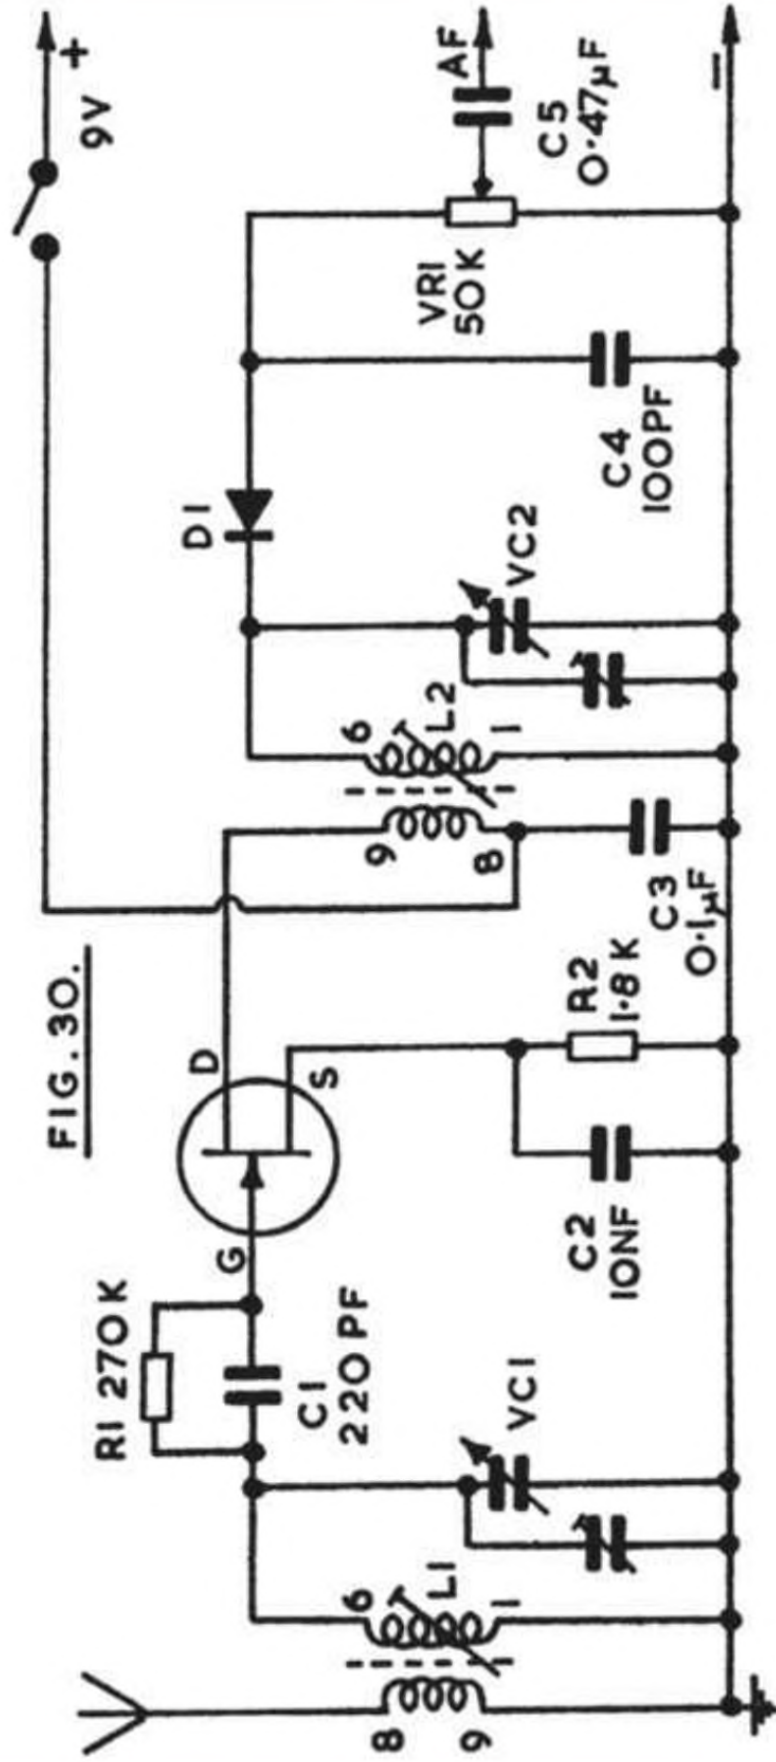 FIG. 30.
R1 270K
C1
220PF
G
D
S
D1
9V
+
8
9
6
L1
1
VC1
C2
10NF
R2
1.8K
C3
0.1µF
9
8
6
L2
1
VC2
C4
100PF
VR1
50K
AF
C5
0.47µF
–